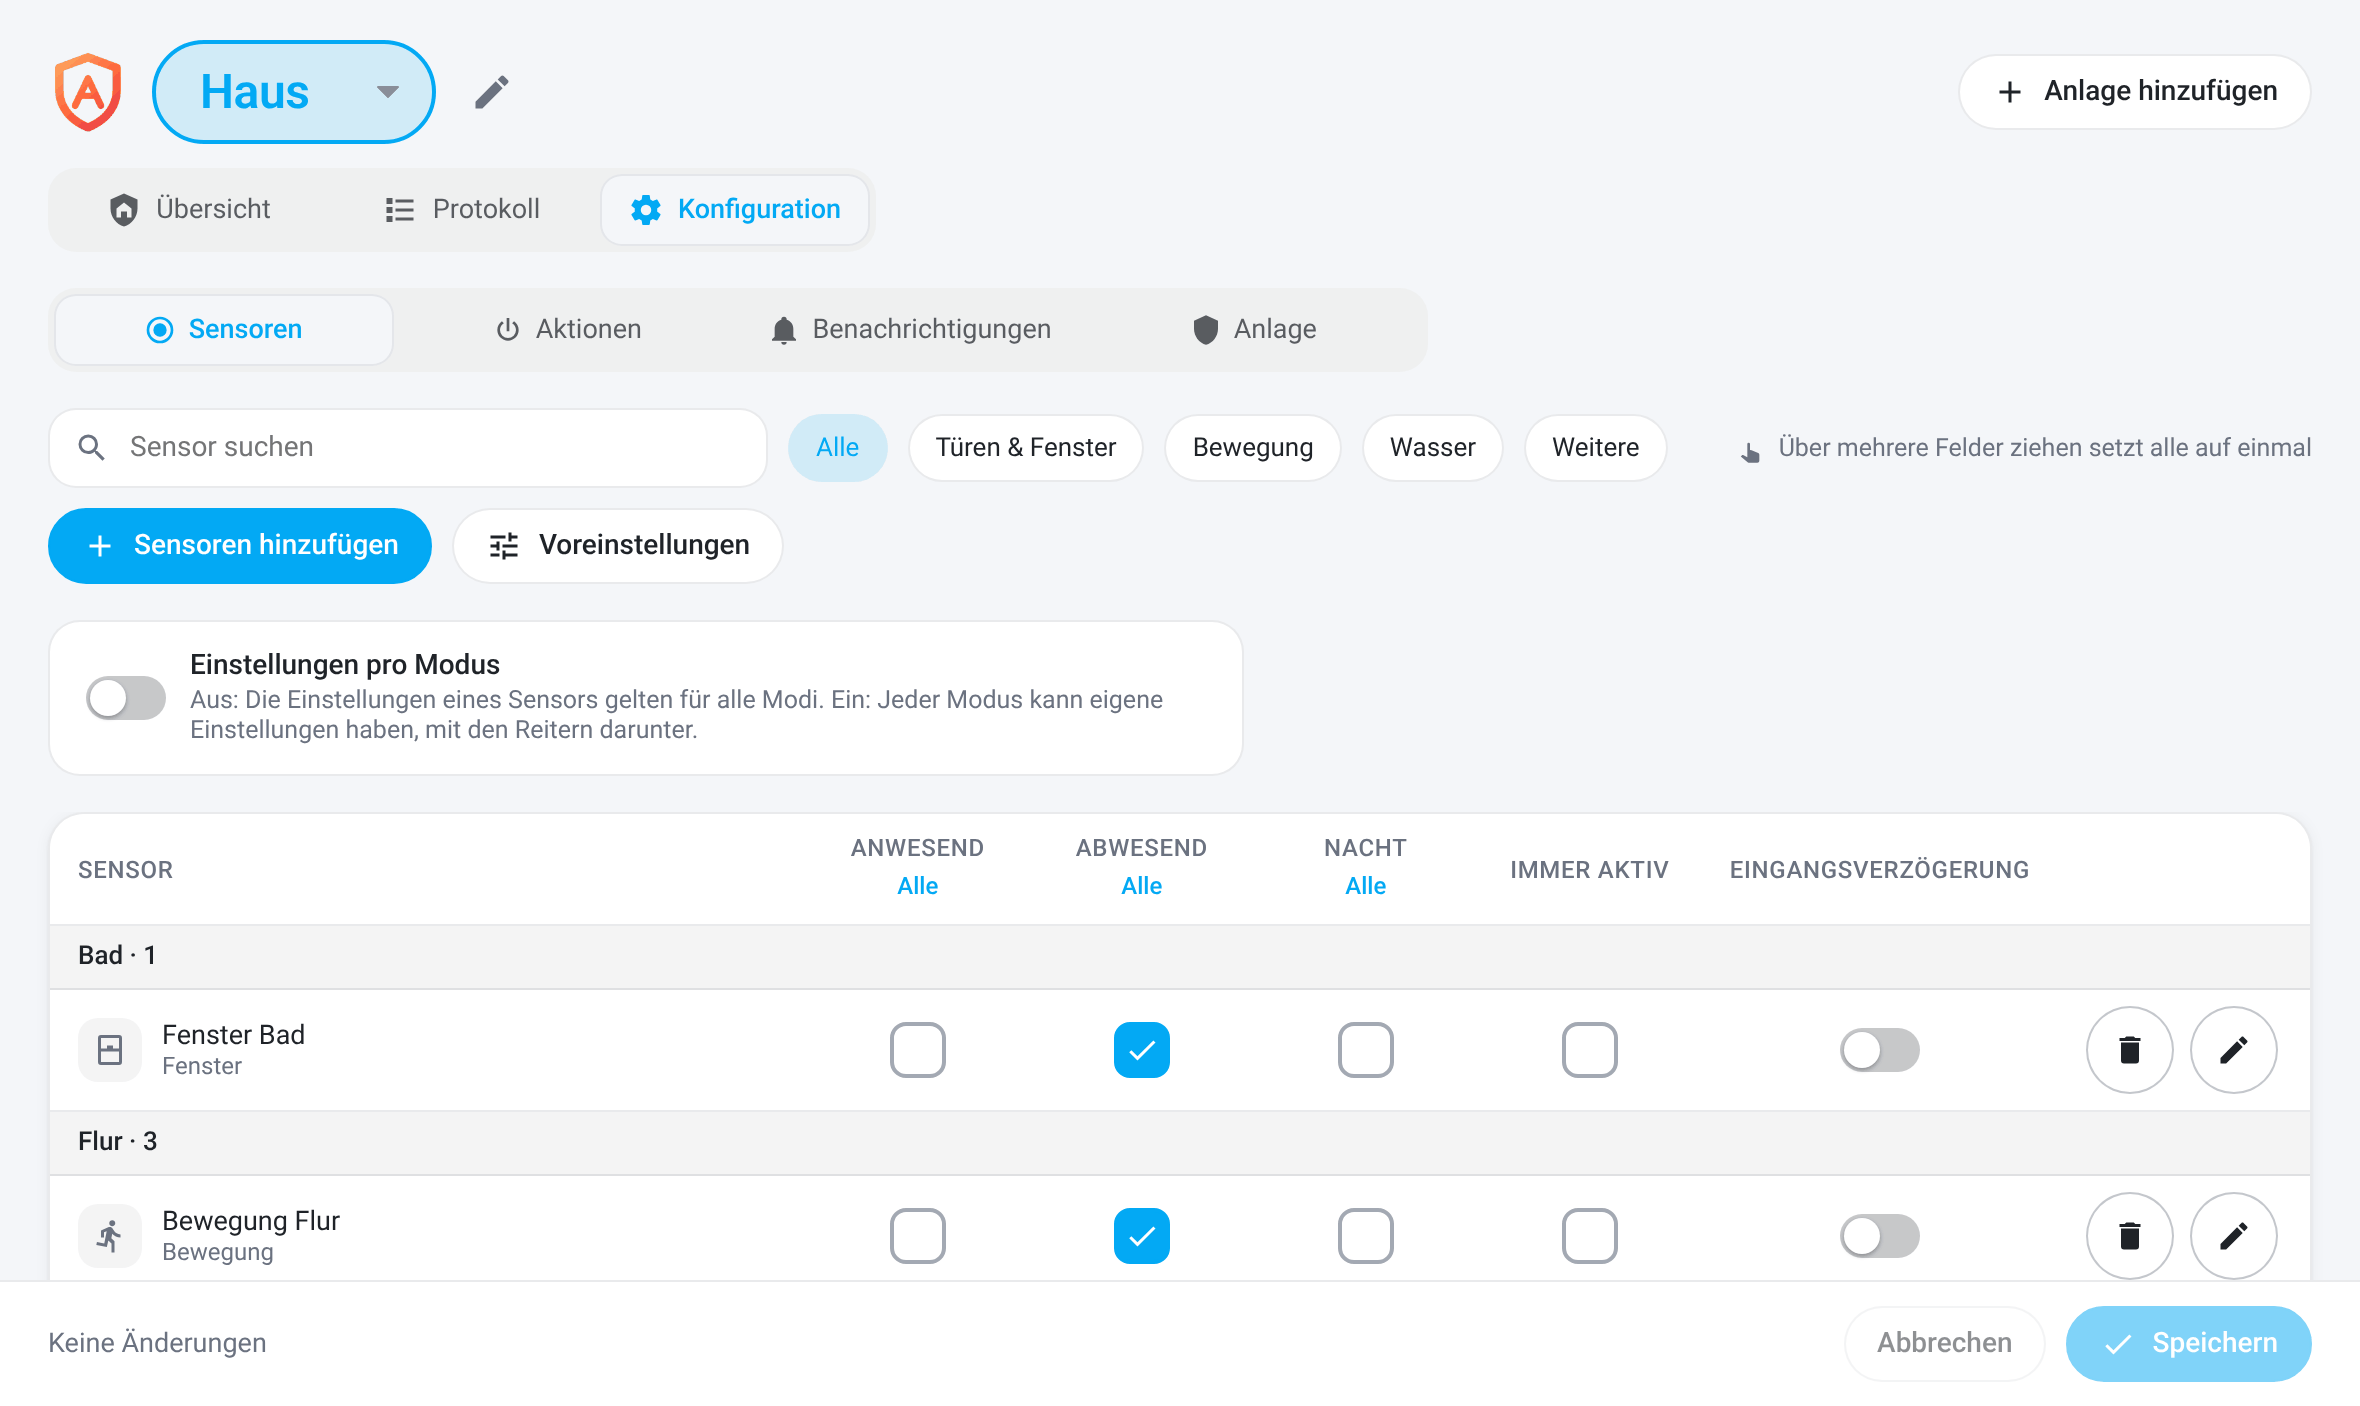 Haus
Anlage hinzufügen
Übersicht
Protokoll
Konfiguration
Sensoren
Aktionen
Benachrichtigungen
Anlage
Sensor suchen
Alle
Türen & Fenster
Bewegung
Wasser
Weitere
Über mehrere Felder ziehen setzt alle auf einmal
Sensoren hinzufügen
Voreinstellungen
Einstellungen pro Modus
Aus: Die Einstellungen eines Sensors gelten für alle Modi. Ein: Jeder Modus kann eigene
Einstellungen haben, mit den Reitern darunter.
SENSOR
ANWESEND
Alle
ABWESEND
Alle
NACHT
Alle
IMMER AKTIV
EINGANGSVERZÖGERUNG
Bad · 1
Fenster Bad
Fenster
Flur · 3
Bewegung Flur
Bewegung
Keine Änderungen
Abbrechen
Speichern